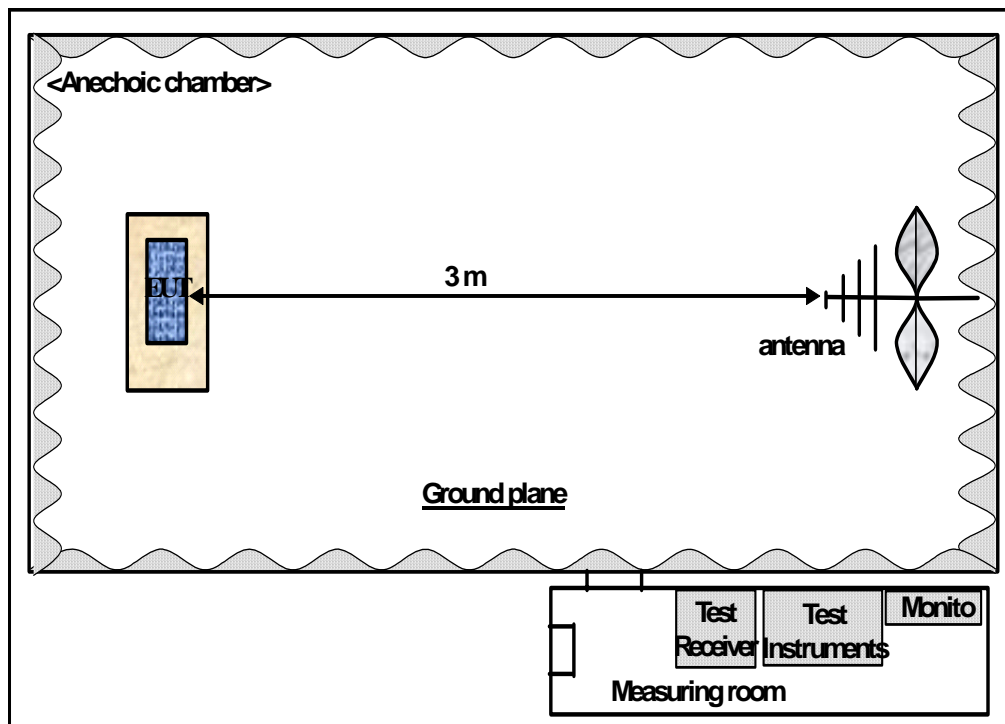 <Anechoic chamber>
EUT
3 m
antenna
Ground plane
Test
Receiver
Test
Instruments
Monito
Measuring room